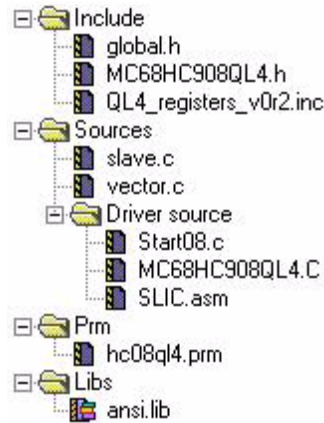 Include
global.h
MC68HC908QL4.h
QL4_registers_v0r2.inc
Sources
slave.c
vector.c
Driver source
Start08.c
MC68HC908QL4.C
SLIC.asm
Prm
hc08ql4.prm
Libs
ansi.lib